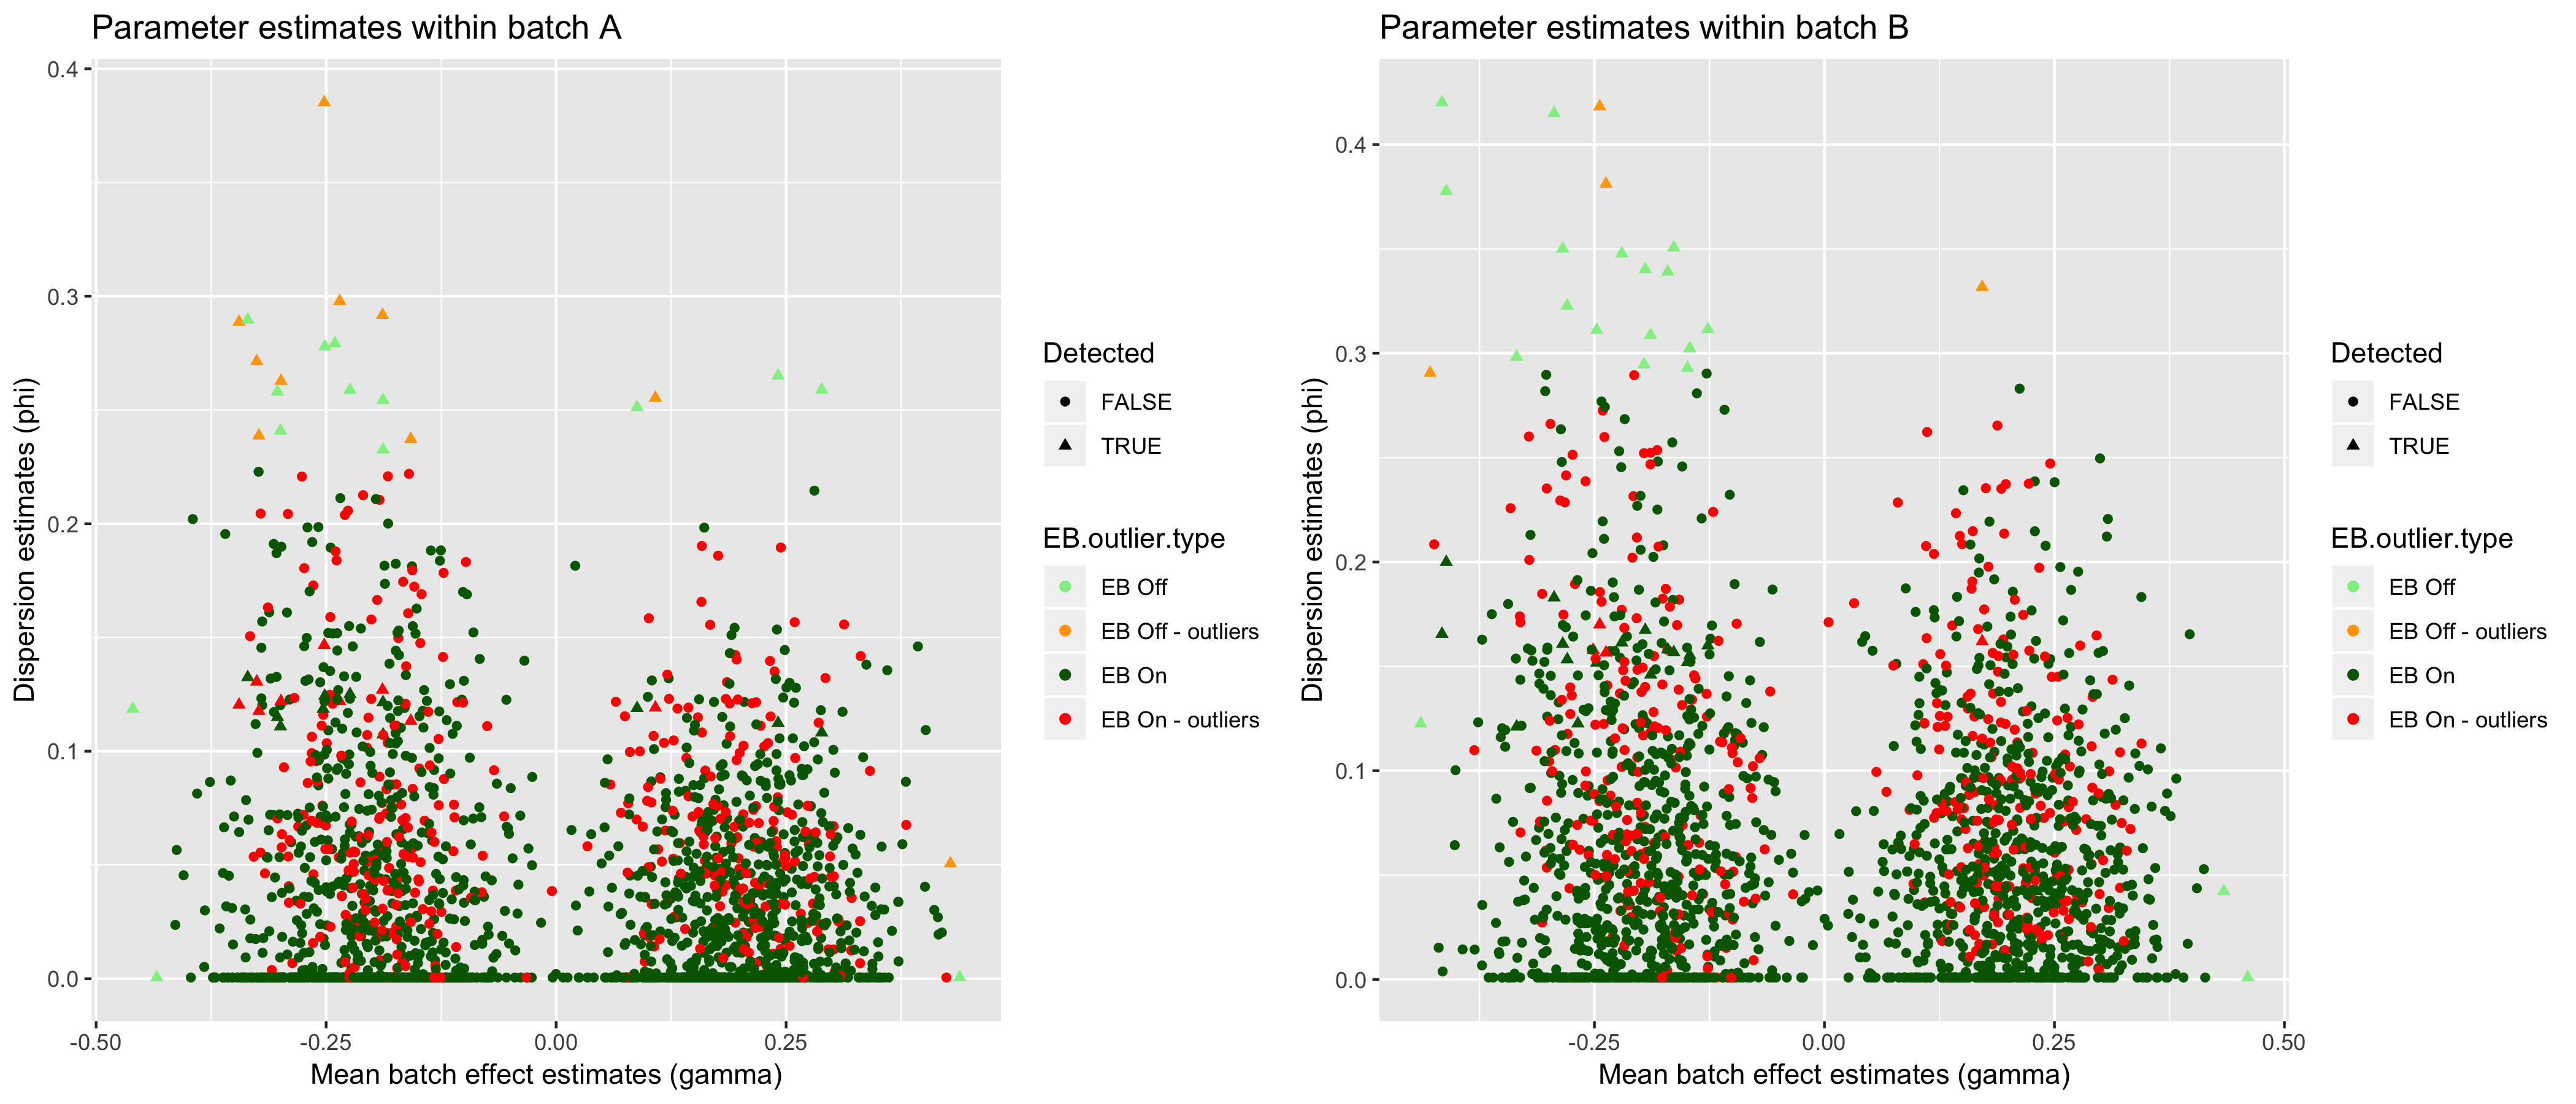 Parameter estimates within batch A
Dispersion estimates (phi)
0.4
0.3
0.2
0.1
0.0
-0.50 -0.25 0.00 0.25
Mean batch effect estimates (gamma)
Detected
FALSE
TRUE
EB.outlier.type
EB Off
EB Off - outliers
EB On
EB On - outliers
Parameter estimates within batch B
Dispersion estimates (phi)
0.4
0.3
0.2
0.1
0.0
-0.25 0.00 0.25 0.50
Mean batch effect estimates (gamma)
Detected
FALSE
TRUE
EB.outlier.type
EB Off
EB Off - outliers
EB On
EB On - outliers